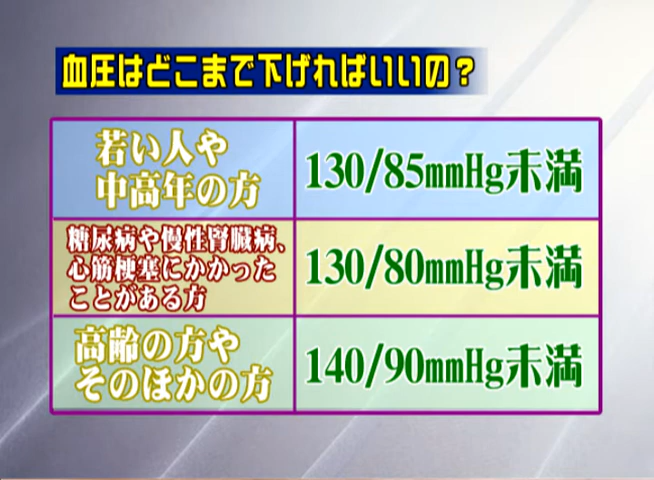 血圧はどこまで下げればいいの？
若い人や
中高年の方
130/85mmHg未満
糖尿病や慢性腎臓病、
心筋梗塞にかかった
ことがある方
130/80mmHg未満
高齢の方や
そのほかの方
140/90mmHg未満